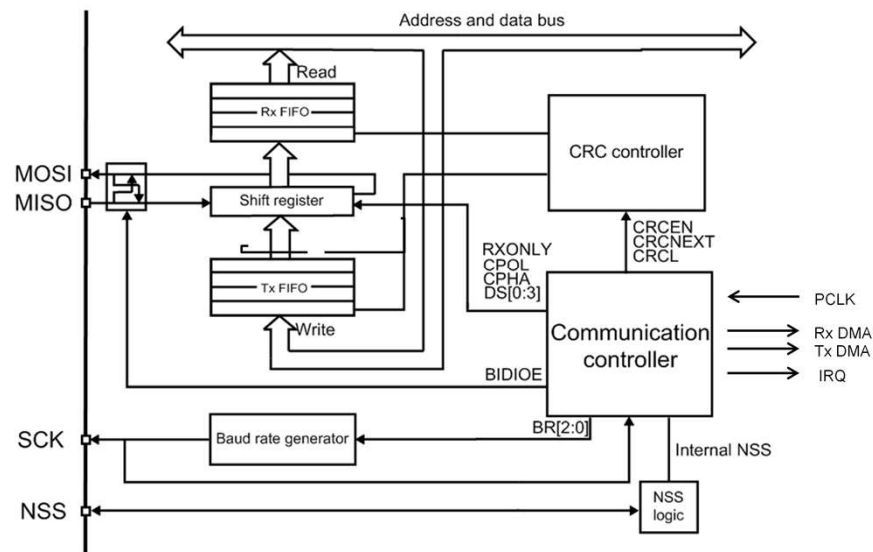 Address and data bus
Read
Rx FIFO
CRC controller
MOSI
MISO
Shift register
CRCEN
CRCNEXT
CRCL
RXONLY
CPOL
CPHA
DS[0:3]
Tx FIFO
Write
Communication
controller
PCLK
Rx DMA
Tx DMA
IRQ
BIDIOE
BR[2:0]
SCK
Baud rate generator
Internal NSS
NSS
NSS
logic